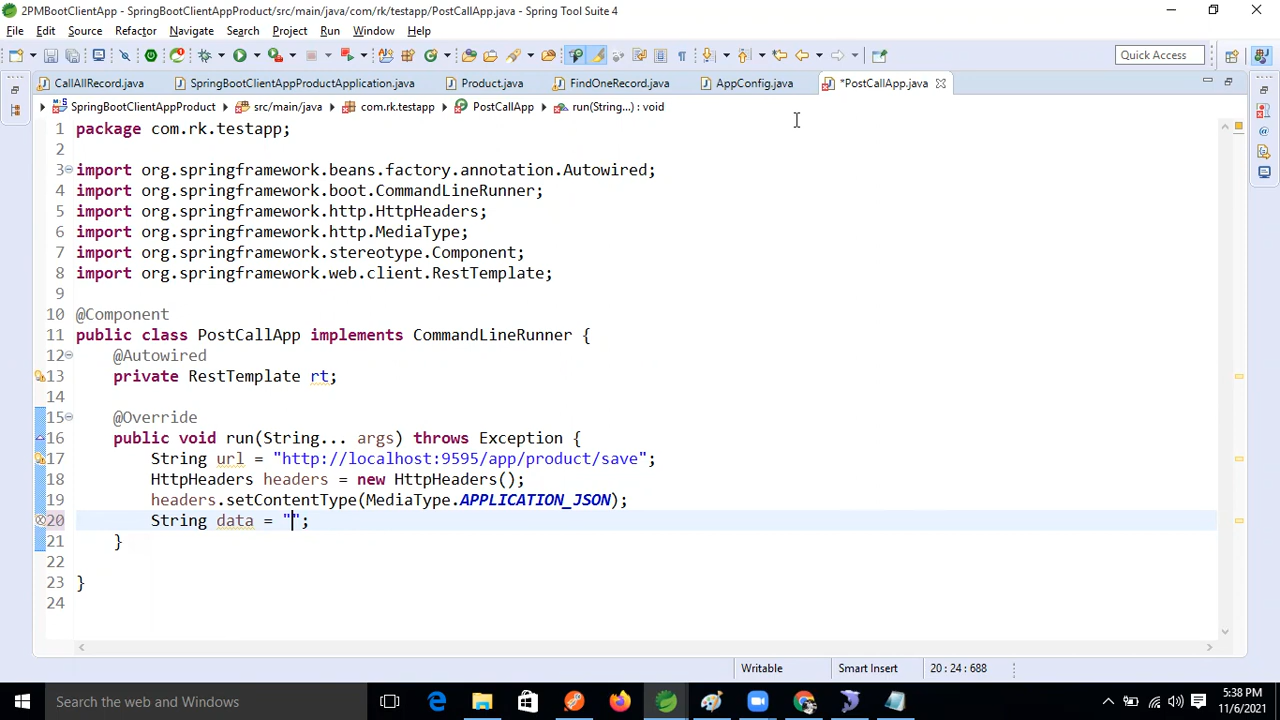 2PMBootClientApp - SpringBootClientAppProduct/src/main/java/com/rk/testapp/PostCallApp.java - Spring Tool Suite 4
File Edit Source Refactor Navigate Search Project Run Window Help
Quick Access
CallAllRecord.java SpringBootClientAppProductApplication.java Product.java FindOneRecord.java AppConfig.java *PostCallApp.java
SpringBootClientAppProduct src/main/java com.rk.testapp PostCallApp run(String...) : void
1 package com.rk.testapp;
2
3 import org.springframework.beans.factory.annotation.Autowired;
4 import org.springframework.boot.CommandLineRunner;
5 import org.springframework.http.HttpHeaders;
6 import org.springframework.http.MediaType;
7 import org.springframework.stereotype.Component;
8 import org.springframework.web.client.RestTemplate;
9
10 @Component
11 public class PostCallApp implements CommandLineRunner {
12 @Autowired
13 private RestTemplate rt;
14
15 @Override
16 public void run(String... args) throws Exception {
17 String url = "http://localhost:9595/app/product/save";
18 HttpHeaders headers = new HttpHeaders();
19 headers.setContentType(MediaType.APPLICATION_JSON);
20 String data = "";
21 }
22
23 }
24
Writable Smart Insert 20 : 24 : 688
Search the web and Windows
5:38 PM
11/6/2021